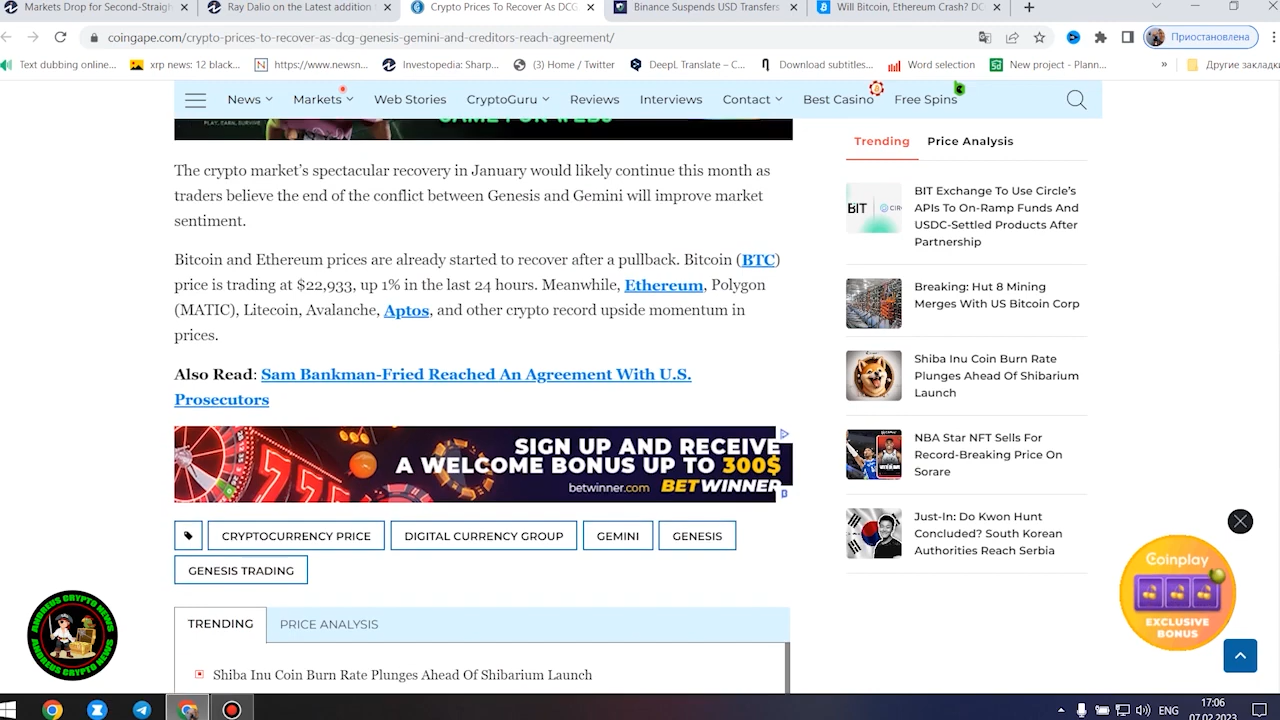 Markets Drop for Second-Straigh
Ray Dalio on the Latest addition
Crypto Prices To Recover As DCG
Binance Suspends USD Transfers
Will Bitcoin, Ethereum Crash? DC
coingape.com/crypto-prices-to-recover-as-dcg-genesis-gemini-and-creditors-reach-agreement/
Приостановлена
Text dubbing online...
xrp news: 12 black...
https://www.newsn...
Investopedia: Sharp...
(3) Home / Twitter
DeepL Translate – C...
Download subtitles...
Word selection
New project - Plann...
»
Другие закладки
News
Markets
Web Stories
CryptoGuru
Reviews
Interviews
Contact
Best Casino
Free Spins
PLAY, EARN, SURVIVE
The crypto market's spectacular recovery in January would likely continue this month as
traders believe the end of the conflict between Genesis and Gemini will improve market
sentiment.
Bitcoin and Ethereum prices are already started to recover after a pullback. Bitcoin (BTC)
price is trading at $22,933, up 1% in the last 24 hours. Meanwhile, Ethereum, Polygon
(MATIC), Litecoin, Avalanche, Aptos, and other crypto record upside momentum in
prices.
Also Read: Sam Bankman-Fried Reached An Agreement With U.S.
Prosecutors
SIGN UP AND RECEIVE
A WELCOME BONUS UP TO 300$
betwinner.com BETWINNER
CRYPTOCURRENCY PRICE
DIGITAL CURRENCY GROUP
GEMINI
GENESIS
GENESIS TRADING
TRENDING
PRICE ANALYSIS
Shiba Inu Coin Burn Rate Plunges Ahead Of Shibarium Launch
Trending
Price Analysis
BIT Exchange To Use Circle's
APIs To On-Ramp Funds And
USDC-Settled Products After
Partnership
BIT
CIR
Breaking: Hut 8 Mining
Merges With US Bitcoin Corp
Shiba Inu Coin Burn Rate
Plunges Ahead Of Shibarium
Launch
NBA Star NFT Sells For
Record-Breaking Price On
Sorare
Just-In: Do Kwon Hunt
Concluded? South Korean
Authorities Reach Serbia
Coinplay
EXCLUSIVE
BONUS
ANDREUS CRYPTO NEWS
ANDREUS CRYPTO NEWS
ENG
17:06
07.02.2023